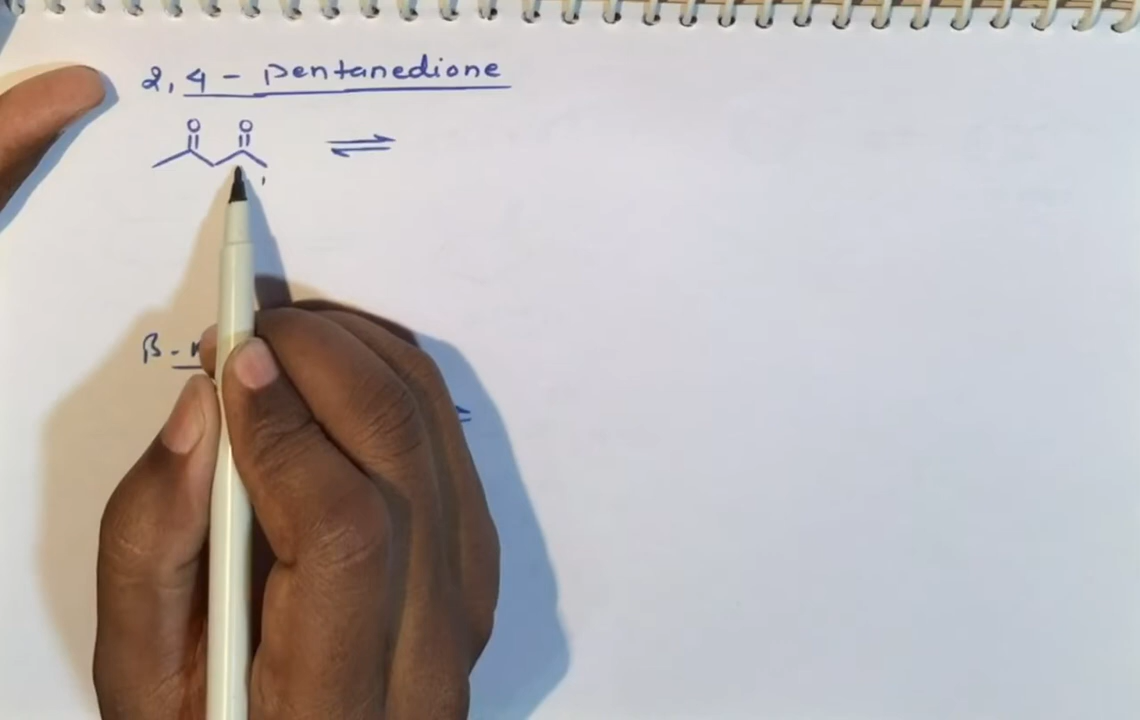 2,4 - pentanedione
O O
β -